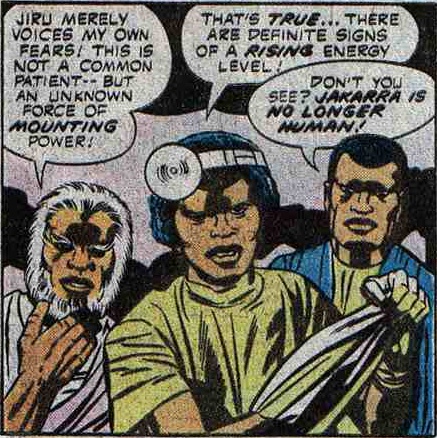 JIRU MERELY
VOICES MY OWN
FEARS! THIS IS
NOT A COMMON
PATIENT-- BUT
AN UNKNOWN
FORCE OF
MOUNTING
POWER!
THAT'S TRUE... THERE
ARE DEFINITE SIGNS
OF A RISING ENERGY
LEVEL!
DON'T YOU
SEE? JAKARRA IS
NO LONGER
HUMAN!